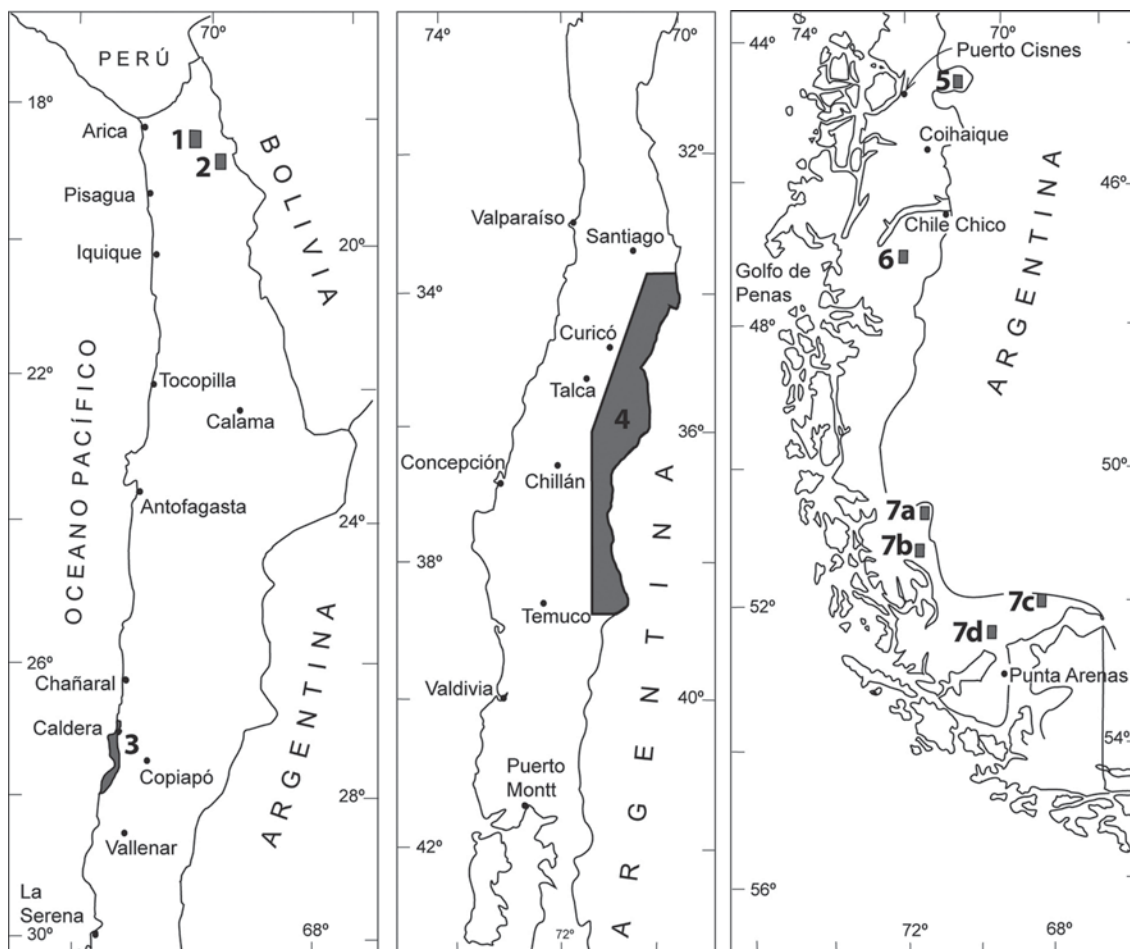 70º
PERÚ
18º
Arica
1
2
BOLIVIA
Pisagua
Iquique
20º
OCEANO PACÍFICO
22º
Tocopilla
Calama
Antofagasta
24º
ARGENTINA
26º
Chañaral
Caldera
3
Copiapó
28º
Vallenar
La
Serena
30º
68º
74º
70º
32º
Valparaíso
Santiago
34º
Curicó
Talca
4
36º
Concepción
Chillán
ARGENTINA
38º
Temuco
Valdivia
40º
Puerto
Montt
42º
72º
44º
74º
70º
Puerto Cisnes
5
Coihaique
46º
Chile Chico
6
Golfo de
Penas
ARGENTINA
48º
50º
7a
7b
7c
52º
7d
Punta Arenas
54º
56º
72º
68º